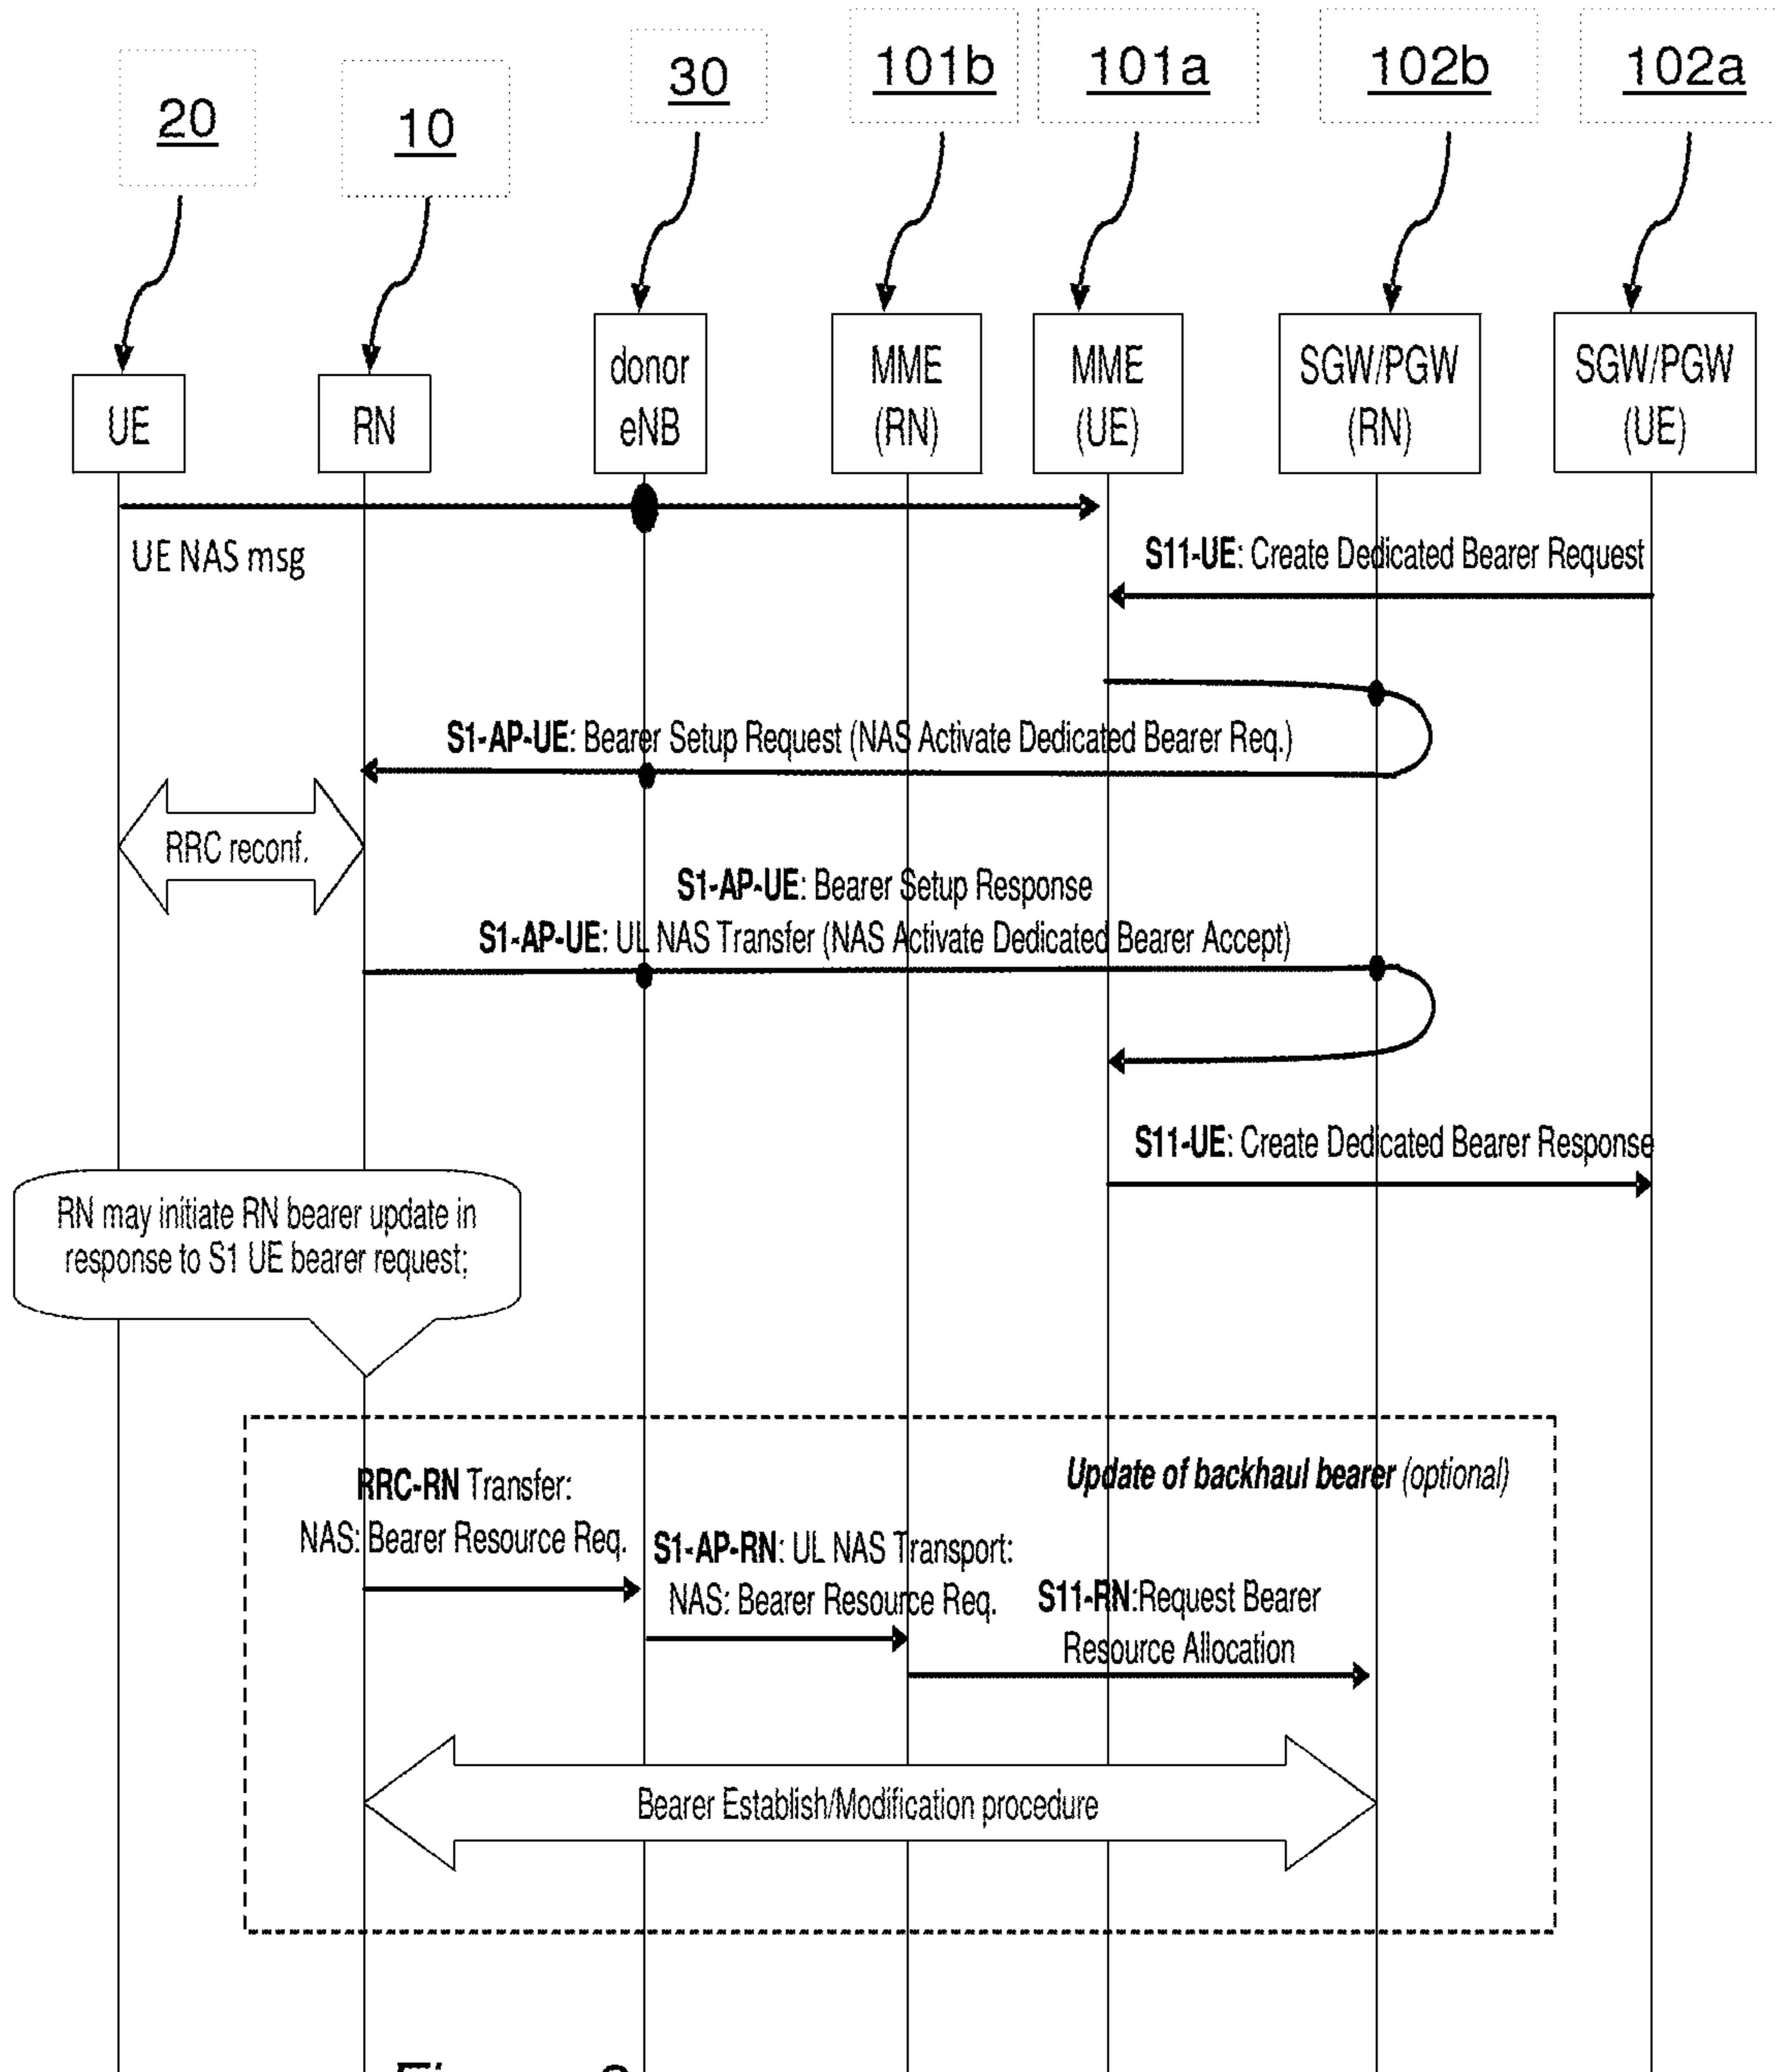 20
10
30
101b
101a
102b
102a
UE
RN
donor
eNB
MME
(RN)
MME
(UE)
SGW/PGW
(RN)
SGW/PGW
(UE)
UE NAS msg
S11-UE: Create Dedicated Bearer Request
S1-AP-UE: Bearer Setup Request (NAS Activate Dedicated Bearer Req.)
RRC reconf.
S1-AP-UE: Bearer Setup Response
S1-AP-UE: UL NAS Transfer (NAS Activate Dedicated Bearer Accept)
S11-UE: Create Dedicated Bearer Response
RN may initiate RN bearer update in
response to S1 UE bearer request;
Update of backhaul bearer (optional)
RRC-RN Transfer:
NAS: Bearer Resource Req.
S1-AP-RN: UL NAS Transport:
NAS: Bearer Resource Req.
S11-RN:Request Bearer
Resource Allocation
Bearer Establish/Modification procedure